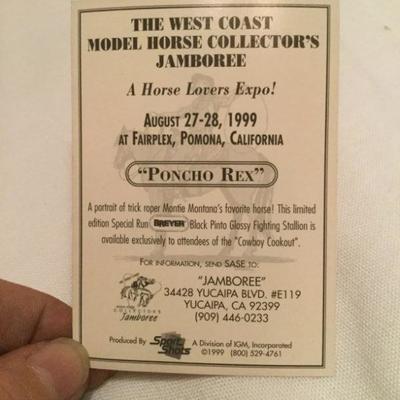 THE WEST COAST
MODEL HORSE COLLECTOR'S
JAMBOREE
A Horse Lovers Expo!
AUGUST 27-28, 1999
AT FAIRPLEX, POMONA, CALIFORNIA
"PONCHO REX"
A portrait of trick roper Montie Montana's favorite horse! This limited
edition Special Run BREYER Black Pinto Glossy Fighting Stallion is
available exclusively to attendees of the "Cowboy Cookout".
FOR INFORMATION, SEND SASE TO:
"JAMBOREE"
34428 YUCAIPA BLVD. #E119
YUCAIPA, CA 92399
(909) 446-0233
COLLECTOR'S
Jamboree
Produced By Sport Shots A Division of IGM, Incorporated
©1999 (800) 529-4761